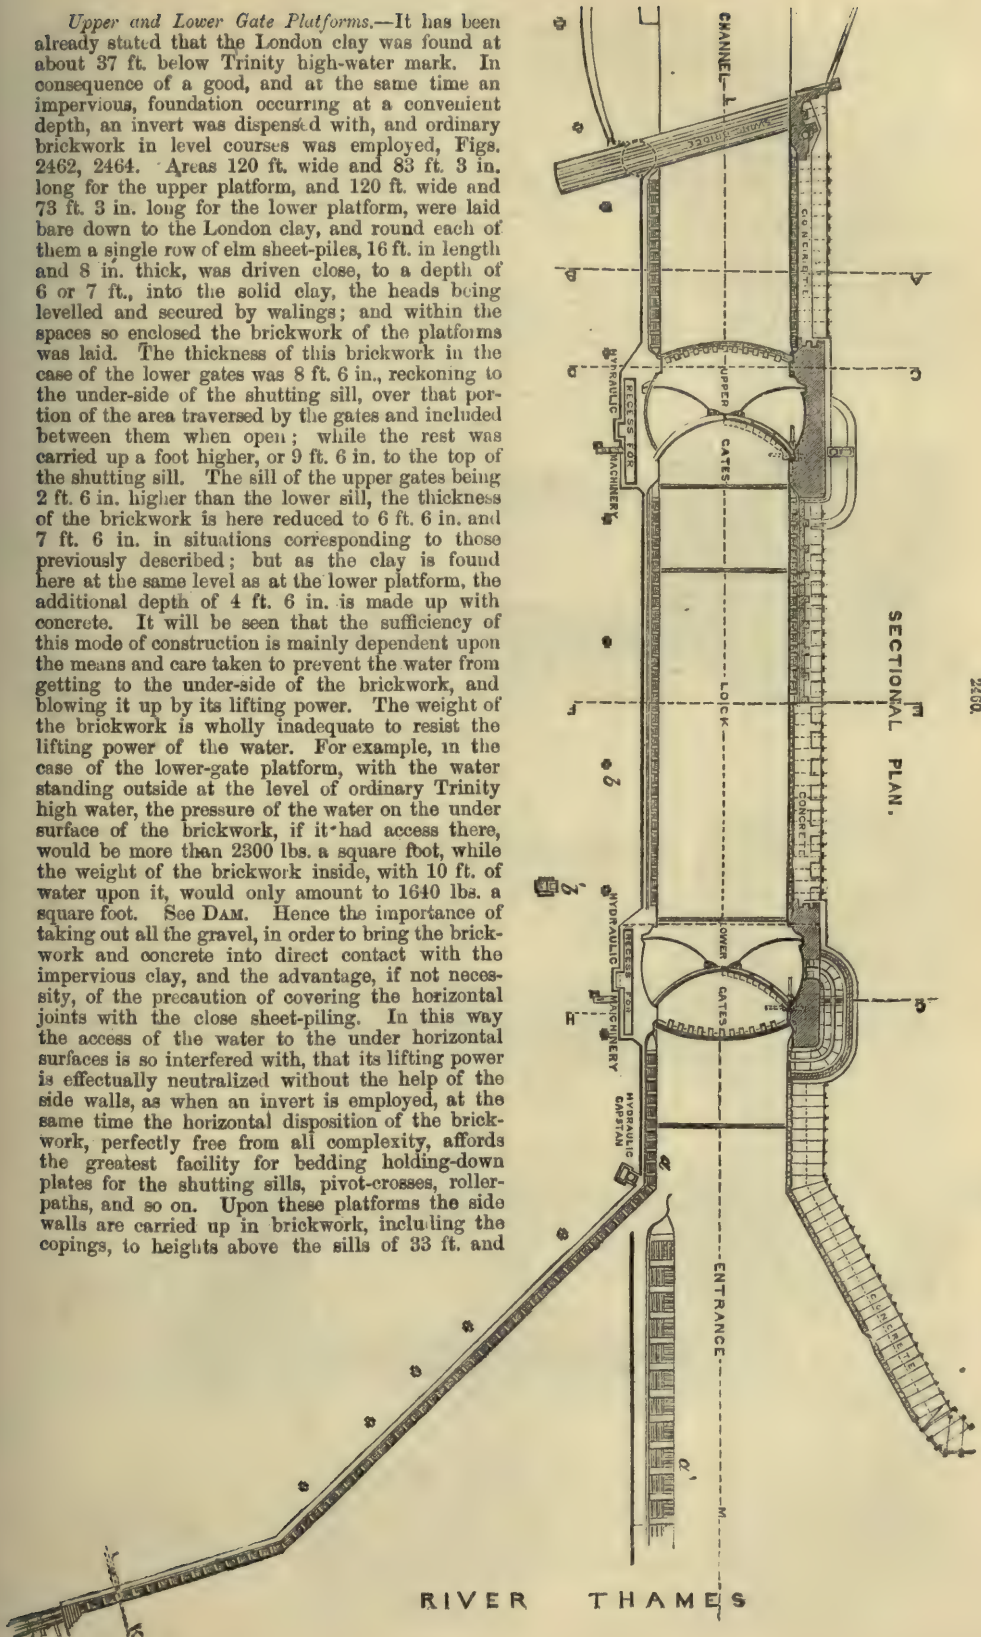 Upper and Lower Gate Platforms.—It has been
already stated that the London clay was found at
about 37 ft. below Trinity high-water mark. In
consequence of a good, and at the same time an
impervious, foundation occurring at a convenient
depth, an invert was dispensed with, and ordinary
brickwork in level courses was employed, Figs.
2462, 2464. Areas 120 ft. wide and 83 ft. 3 in.
long for the upper platform, and 120 ft. wide and
73 ft. 3 in. long for the lower platform, were laid
bare down to the London clay, and round each of
them a single row of elm sheet-piles, 16 ft. in length
and 8 in. thick, was driven close, to a depth of
6 or 7 ft., into the solid clay, the heads being
levelled and secured by walings; and within the
spaces so enclosed the brickwork of the platforms
was laid. The thickness of this brickwork in the
case of the lower gates was 8 ft. 6 in., reckoning to
the under-side of the shutting sill, over that por-
tion of the area traversed by the gates and included
between them when open; while the rest was
carried up a foot higher, or 9 ft. 6 in. to the top of
the shutting sill. The sill of the upper gates being
2 ft. 6 in. higher than the lower sill, the thickness
of the brickwork is here reduced to 6 ft. 6 in. and
7 ft. 6 in. in situations corresponding to those
previously described; but as the clay is found
here at the same level as at the lower platform, the
additional depth of 4 ft. 6 in. is made up with
concrete. It will be seen that the sufficiency of
this mode of construction is mainly dependent upon
the means and care taken to prevent the water from
getting to the under-side of the brickwork, and
blowing it up by its lifting power. The weight of
the brickwork is wholly inadequate to resist the
lifting power of the water. For example, in the
case of the lower-gate platform, with the water
standing outside at the level of ordinary Trinity
high water, the pressure of the water on the under
surface of the brickwork, if it had access there,
would be more than 2300 lbs. a square foot, while
the weight of the brickwork inside, with 10 ft. of
water upon it, would only amount to 1640 lbs. a
square foot. See DAM. Hence the importance of
taking out all the gravel, in order to bring the brick-
work and concrete into direct contact with the
impervious clay, and the advantage, if not neces-
sity, of the precaution of covering the horizontal
joints with the close sheet-piling. In this way
the access of the water to the under horizontal
surfaces is so interfered with, that its lifting power
is effectually neutralized without the help of the
side walls, as when an invert is employed, at the
same time the horizontal disposition of the brick-
work, perfectly free from all complexity, affords
the greatest facility for bedding holding-down
plates for the shutting sills, pivot-crosses, roller-
paths, and so on. Upon these platforms the side
walls are carried up in brickwork, including the
copings, to heights above the sills of 33 ft. and
2460.
SECTIONAL PLAN.
CHANNEL
L
SWING BRIDGE
CONCRETE
A
C
UPPER
GATES
HYDRAULIC
RECESS FOR
MACHINERY
LOCK
E
F
CONCRETE
b
b'
LOWER
GATES
HYDRAULIC
RECESS FOR
MACHINERY
H
HYDRAULIC
CAPSTAN
a
a'
ENTRANCE
CONCRETE
M
K
RIVER THAMES